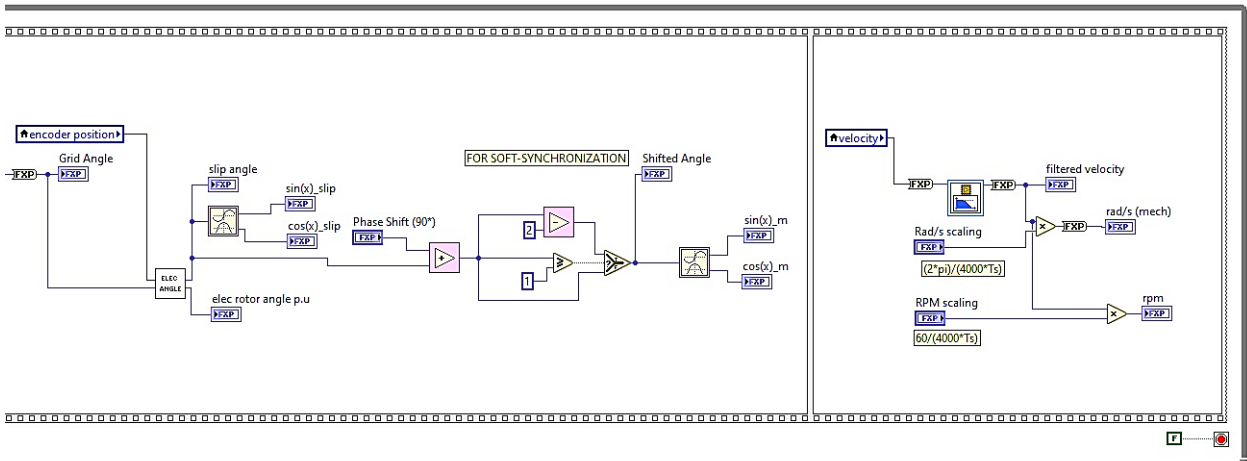 encoder position
FXP
Grid Angle
FXP
slip angle
FXP
sin(x)_slip
FXP
cos(x)_slip
FXP
ELEC
ANGLE
elec rotor angle p.u
FXP
Phase Shift (90*)
FXP
+
FOR SOFT-SYNCHRONIZATION
2
-
1
≥
?
Shifted Angle
FXP
sin(x)_m
FXP
cos(x)_m
FXP
velocity
FXP
FXP
filtered velocity
FXP
Rad/s scaling
FXP
(2*pi)/(4000*Ts)
x
FXP
rad/s (mech)
FXP
RPM scaling
FXP
60/(4000*Ts)
x
rpm
FXP
F